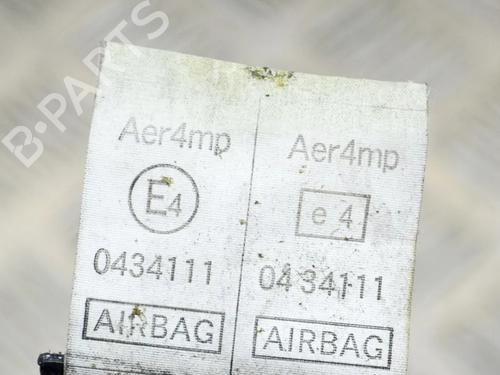 B-PARTS
Aer4mp Aer4mp
E4 e 4
0434111 0434111
AIRBAG AIRBAG